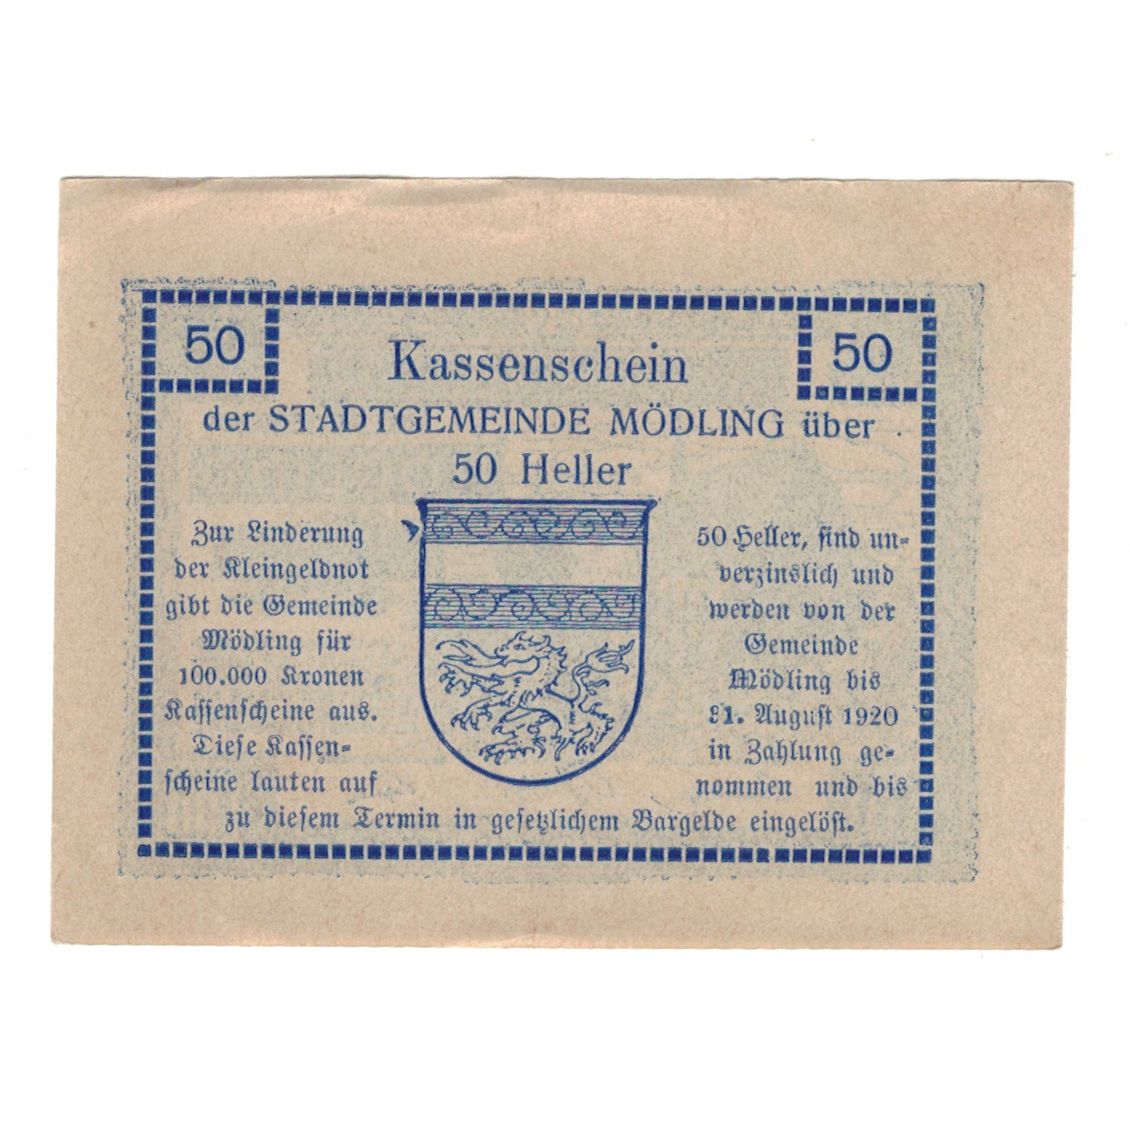 50
50
Kassenschein
der STADTGEMEINDE MÖDLING über
50 Heller
Zur Linderung
der Kleingeldnot
gibt die Gemeinde
Mödling für
100.000 Kronen
Kassenscheine aus.
Diese Kassen=
scheine lauten auf
50 Heller, sind un=
verzinslich und
werden von der
Gemeinde
Mödling bis
31. August 1920
in Zahlung ge=
nommen und bis
zu diesem Termin in gesetzlichem Bargelde eingelöst.